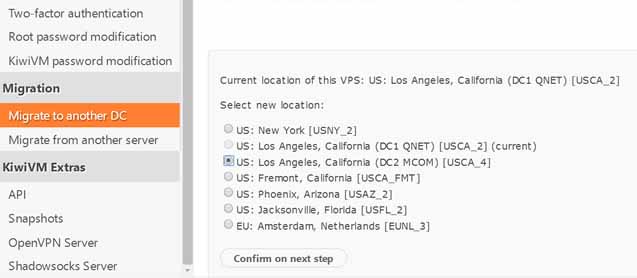 Two-factor authentication
Root password modification
KiwiVM password modification
Migration
Migrate to another DC
Migrate from another server
KiwiVM Extras
API
Snapshots
OpenVPN Server
Shadowsocks Server
Current location of this VPS: US: Los Angeles, California (DC1 QNET) [USCA_2]
Select new location:
US: New York [USNY_2]
US: Los Angeles, California (DC1 QNET) [USCA_2] (current)
US: Los Angeles, California (DC2 MCOM) [USCA_4]
US: Fremont, California [USCA_FMT]
US: Phoenix, Arizona [USAZ_2]
US: Jacksonville, Florida [USFL_2]
EU: Amsterdam, Netherlands [EUNL_3]
Confirm on next step